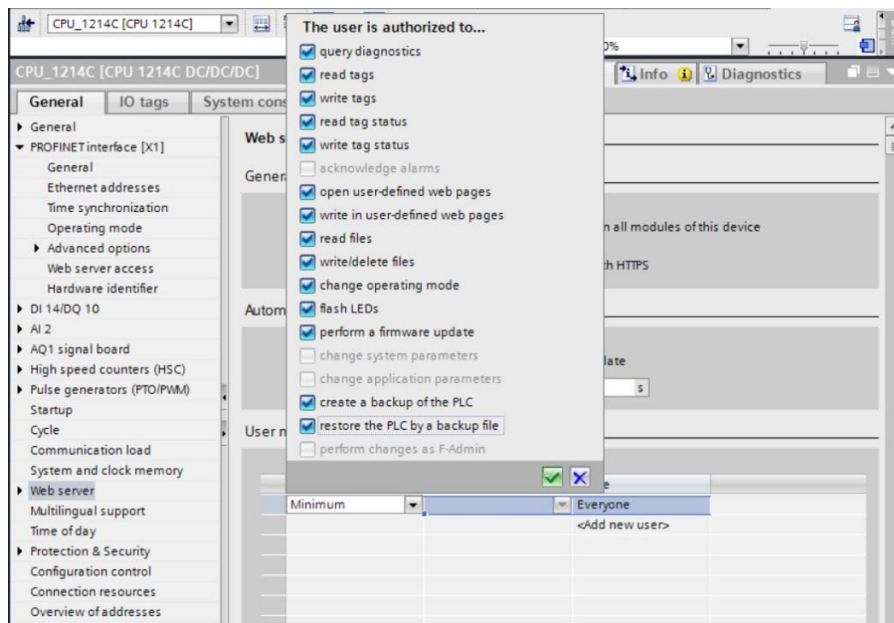 CPU_1214C [CPU 1214C]
0%
CPU_1214C [CPU 1214C DC/DC/DC]
Info
Diagnostics
General
IO tags
System cons
General
PROFINET interface [X1]
General
Ethernet addresses
Time synchronization
Operating mode
Advanced options
Web server access
Hardware identifier
DI 14/DQ 10
AI 2
AQ1 signal board
High speed counters (HSC)
Pulse generators (PTO/PWM)
Startup
Cycle
Communication load
System and clock memory
Web server
Multilingual support
Time of day
Protection & Security
Configuration control
Connection resources
Overview of addresses
Web s
Genera
n all modules of this device
th HTTPS
Autom
date
s
User n
The user is authorized to...
query diagnostics
read tags
write tags
read tag status
write tag status
acknowledge alarms
open user-defined web pages
write in user-defined web pages
read files
write/delete files
change operating mode
flash LEDs
perform a firmware update
change system parameters
change application parameters
create a backup of the PLC
restore the PLC by a backup file
perform changes as F-Admin
Minimum
Everyone
<Add new user>